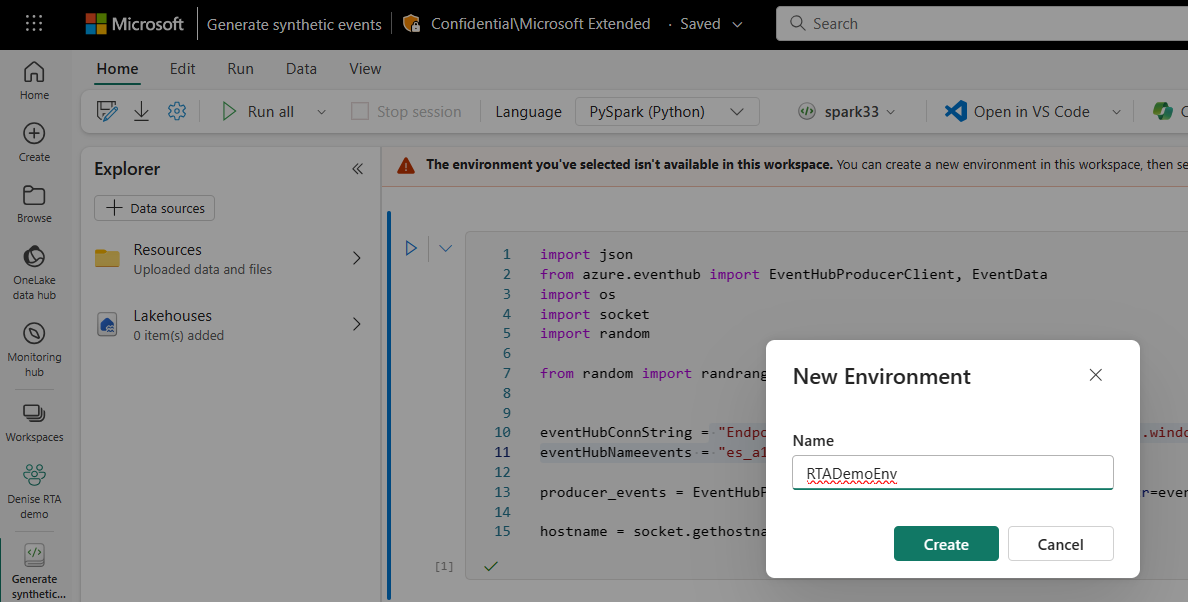 Microsoft Generate synthetic events Confidential\Microsoft Extended · Saved Search
Home
Create
Browse
OneLake
data hub
Monitoring
hub
Workspaces
Denise RTA
demo
Generate
synthetic...
Home Edit Run Data View
Run all Stop session Language PySpark (Python) spark33 Open in VS Code
Explorer
Data sources
Resources
Uploaded data and files
Lakehouses
0 item(s) added
The environment you've selected isn't available in this workspace. You can create a new environment in this workspace, then se
1 import json
2 from azure.eventhub import EventHubProducerClient, EventData
3 import os
4 import socket
5 import random
6
7 from random import randrang
8
9
10 eventHubConnString = "Endpo .windo
11 eventHubNameevents = "es_a1
12
13 producer_events = EventHubP r=even
14
15 hostname = socket.gethostna
[1]
New Environment
Name
RTADemoEnv
Create Cancel